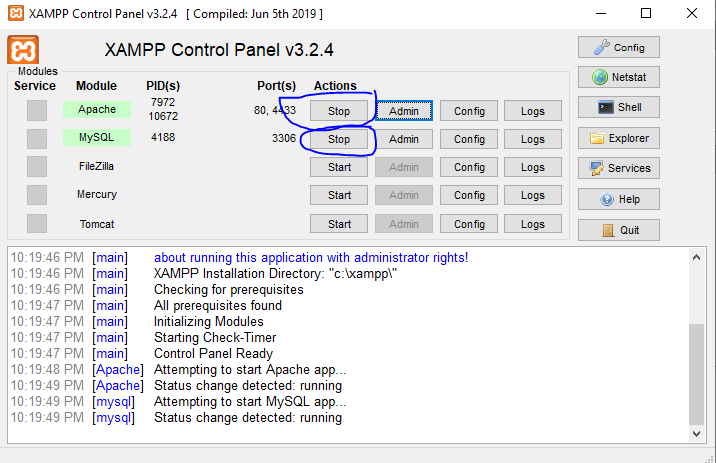 XAMPP Control Panel v3.2.4 [ Compiled: Jun 5th 2019 ]
XAMPP Control Panel v3.2.4
Config
Modules
Service Module PID(s) Port(s) Actions
Netstat
Apache 7972 10672 80, 4433 Stop Admin Config Logs
Shell
MySQL 4188 3306 Stop Admin Config Logs
Explorer
FileZilla Start Admin Config Logs
Services
Mercury Start Admin Config Logs
Help
Tomcat Start Admin Config Logs
Quit
10:19:46 PM [main] about running this application with administrator rights!
10:19:46 PM [main] XAMPP Installation Directory: "c:\xampp\"
10:19:46 PM [main] Checking for prerequisites
10:19:47 PM [main] All prerequisites found
10:19:47 PM [main] Initializing Modules
10:19:47 PM [main] Starting Check-Timer
10:19:47 PM [main] Control Panel Ready
10:19:48 PM [Apache] Attempting to start Apache app...
10:19:49 PM [Apache] Status change detected: running
10:19:49 PM [mysql] Attempting to start MySQL app...
10:19:49 PM [mysql] Status change detected: running